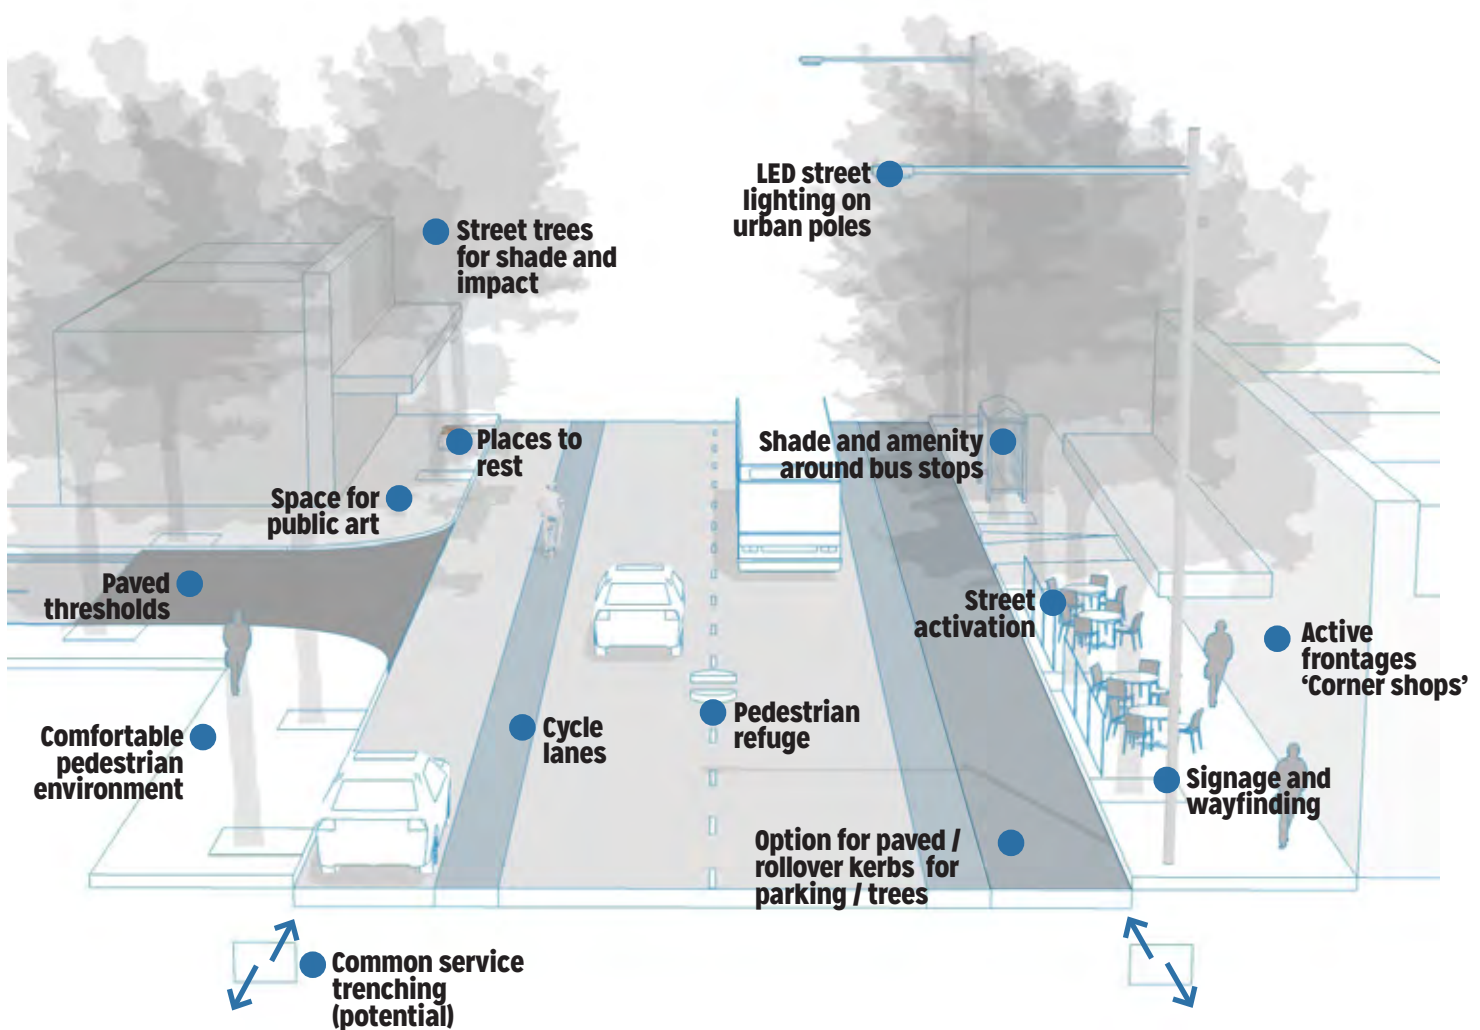 LED street
lighting on
urban poles
Street trees
for shade and
impact
Places to
rest
Shade and amenity
around bus stops
Space for
public art
Paved
thresholds
Street
activation
Active
frontages
‘Corner shops’
Comfortable
pedestrian
environment
Cycle
lanes
Pedestrian
refuge
Signage and
wayfinding
Option for paved /
rollover kerbs for
parking / trees
Common service
trenching
(potential)